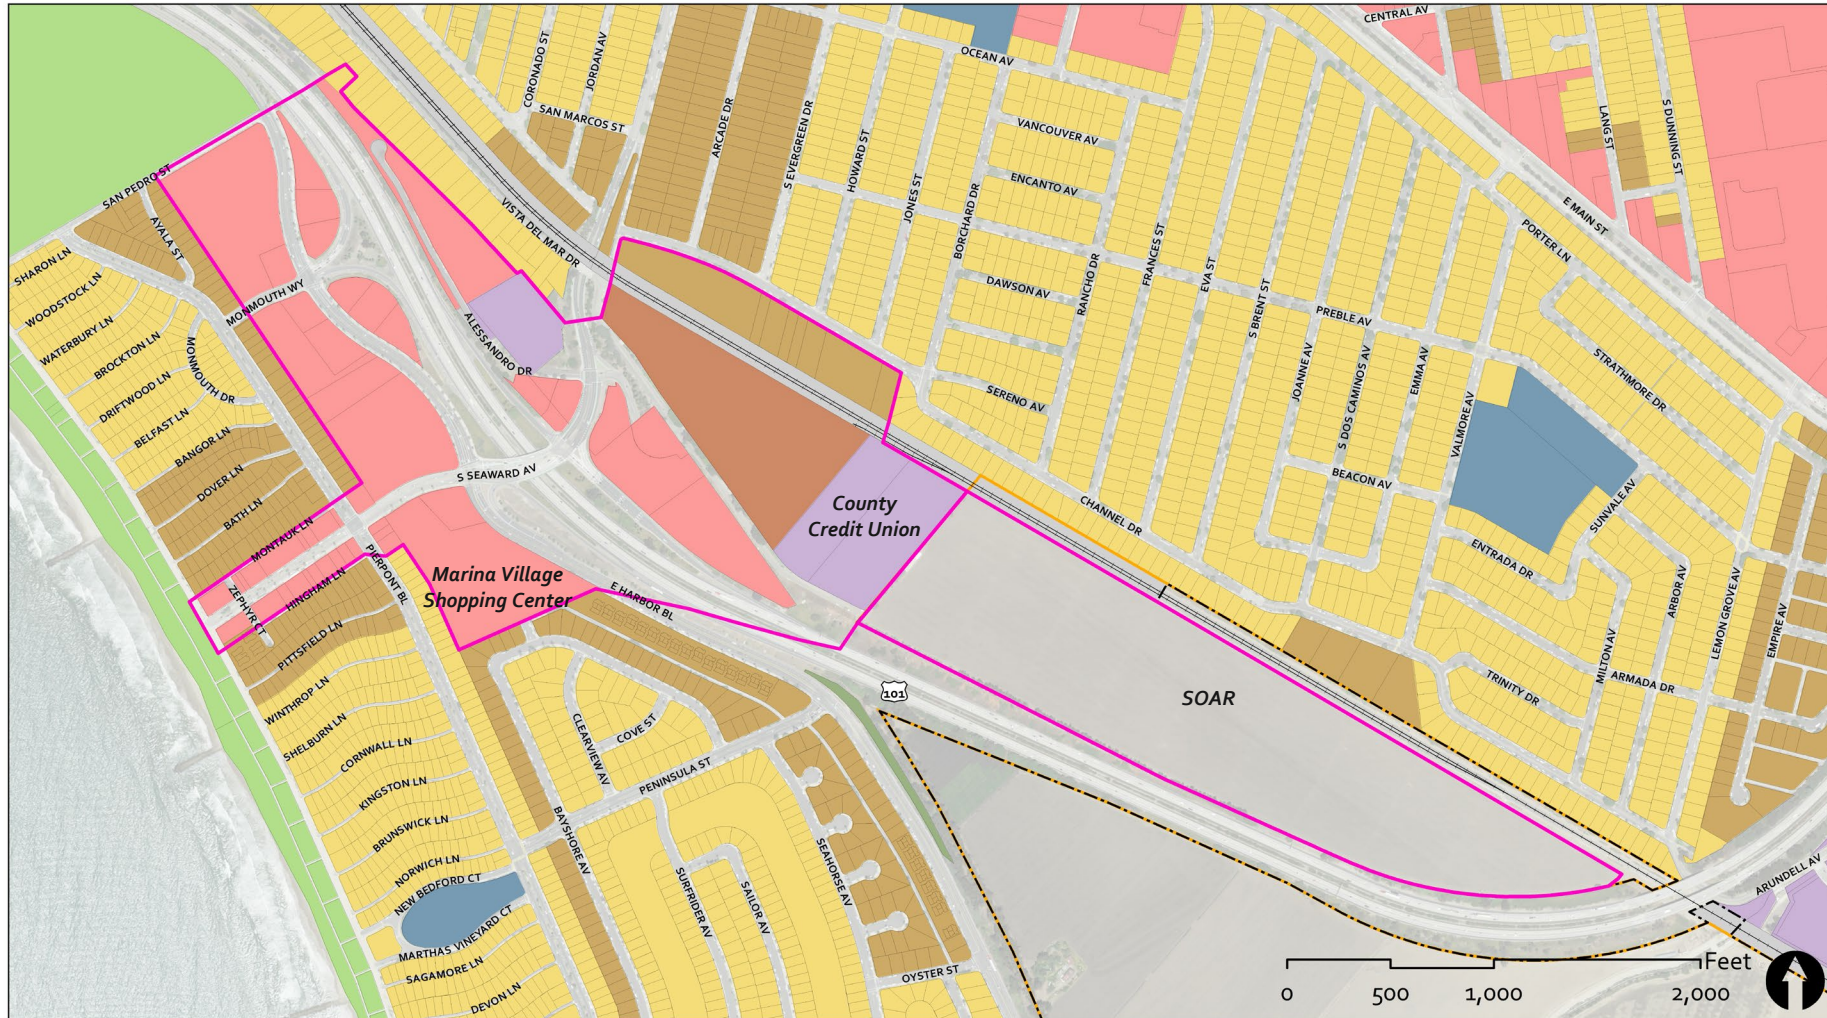 CENTRAL AV
OCEAN AV
CORONADO ST
JORDAN AV
SAN MARCOS ST
ARCADE DR
S EVERGREEN DR
HOWARD ST
JONES ST
BORCHARD DR
VANCOUVER AV
ENCANTO AV
LANG ST
S DUNNING ST
E MAIN ST
PORTER LN
SAN PEDRO ST
AYALA ST
VISTA DEL MAR DR
SHARON LN
WOODSTOCK LN
WATERBURY LN
BROCKTON LN
DRIFTWOOD LN
BELFAST LN
BANGOR LN
DOVER LN
BATH LN
MONTAUK LN
MONMOUTH WY
MONMOUTH DR
ALESSANDRO DR
S SEAWARD AV
DAWSON AV
RANCHO DR
FRANCES ST
EVA ST
S BRENT ST
PREBLE AV
SERENO AV
JOANNE AV
S DOS CAMINOS AV
EMMA AV
VALMORE AV
STRATHMORE DR
BEACON AV
SUNVALE AV
ENTRADA DR
CHANNEL DR
County
Credit Union
Marina Village
Shopping Center
PIERPONT BL
HINGHAM LN
ZEPHYR CT
PITTSFIELD LN
E HARBOR BL
WINTHROP LN
SHELBURN LN
CORNWALL LN
KINGSTON LN
BRUNSWICK LN
NORWICH LN
NEW BEDFORD CT
MARTHAS VINEYARD CT
SAGAMORE LN
DEVON LN
CLEARVIEW AV
COVE ST
PENINSULA ST
BAYSHORE AV
SURFRIDER AV
SAILOR AV
SEAHORSE AV
OYSTER ST
101
SOAR
TRINITY DR
MILTON AV
ARMADA DR
ARBOR AV
LEMON GROVE AV
EMPIRE AV
ARUNDELL AV
Feet
0 500 1,000 2,000